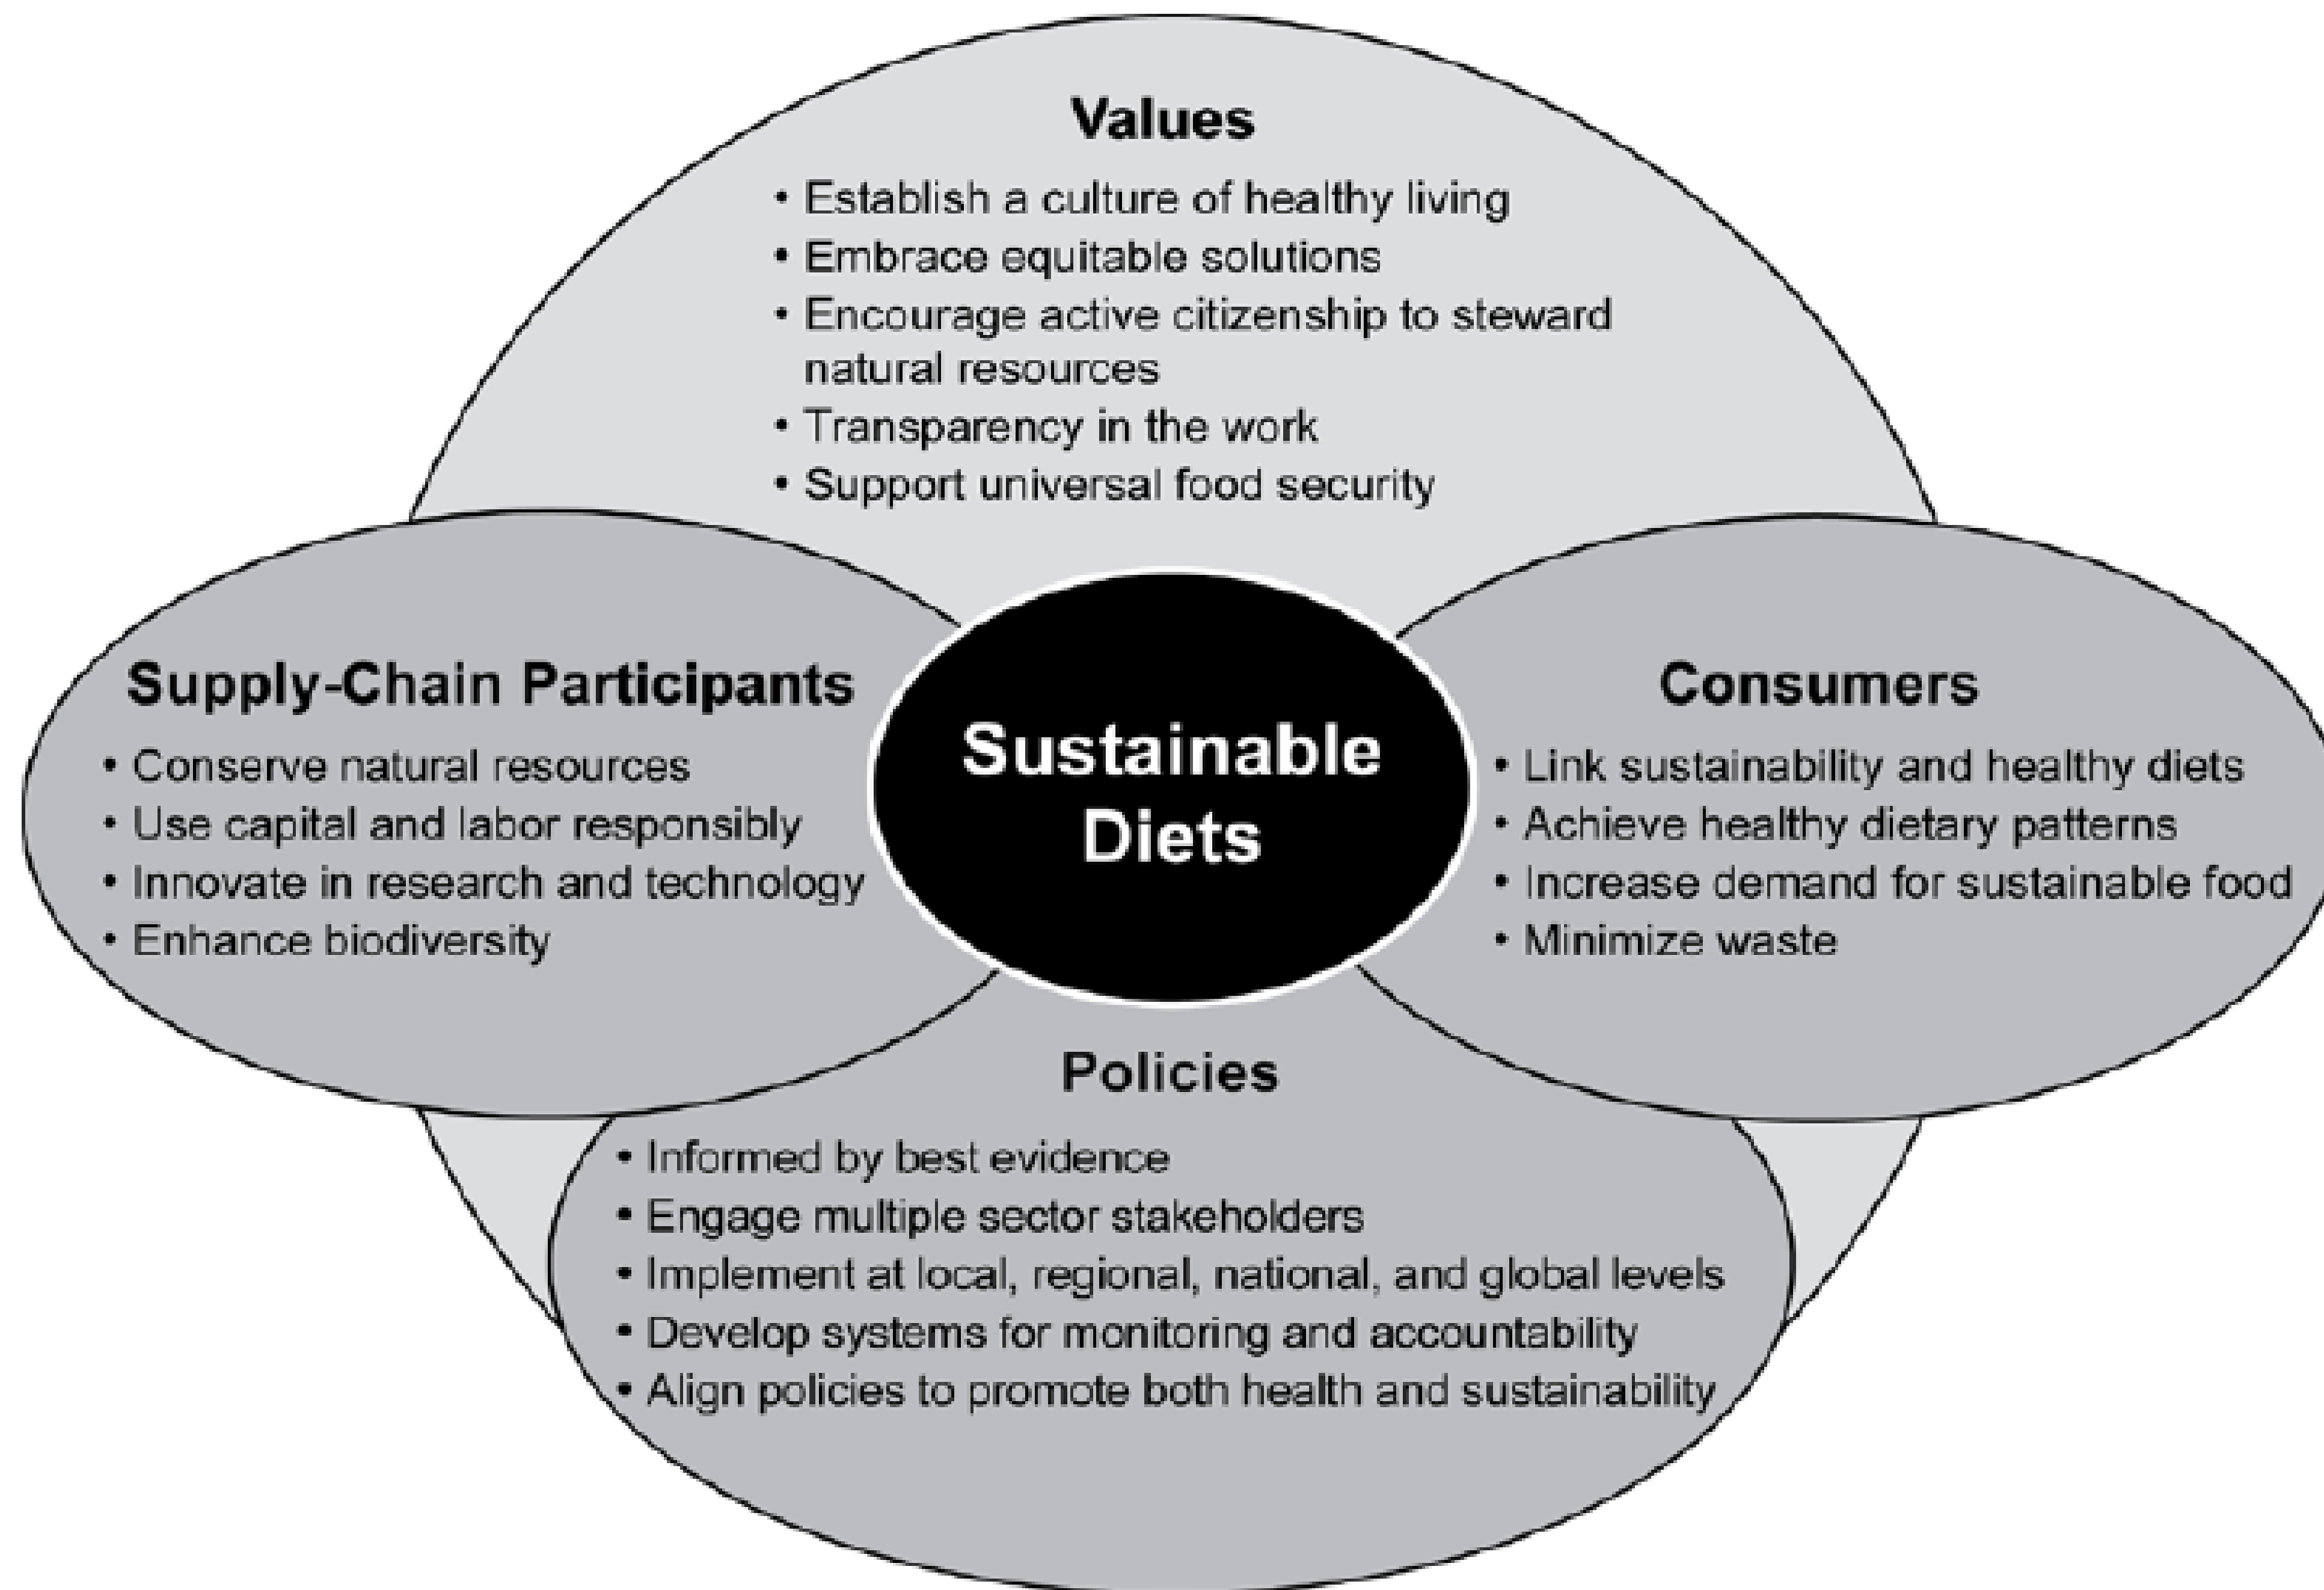 Values
• Establish a culture of healthy living
• Embrace equitable solutions
• Encourage active citizenship to steward
natural resources
• Transparency in the work
• Support universal food security
Supply-Chain Participants
• Conserve natural resources
• Use capital and labor responsibly
• Innovate in research and technology
• Enhance biodiversity
Sustainable
Diets
Consumers
• Link sustainability and healthy diets
• Achieve healthy dietary patterns
• Increase demand for sustainable food
• Minimize waste
Policies
• Informed by best evidence
• Engage multiple sector stakeholders
• Implement at local, regional, national, and global levels
• Develop systems for monitoring and accountability
• Align policies to promote both health and sustainability